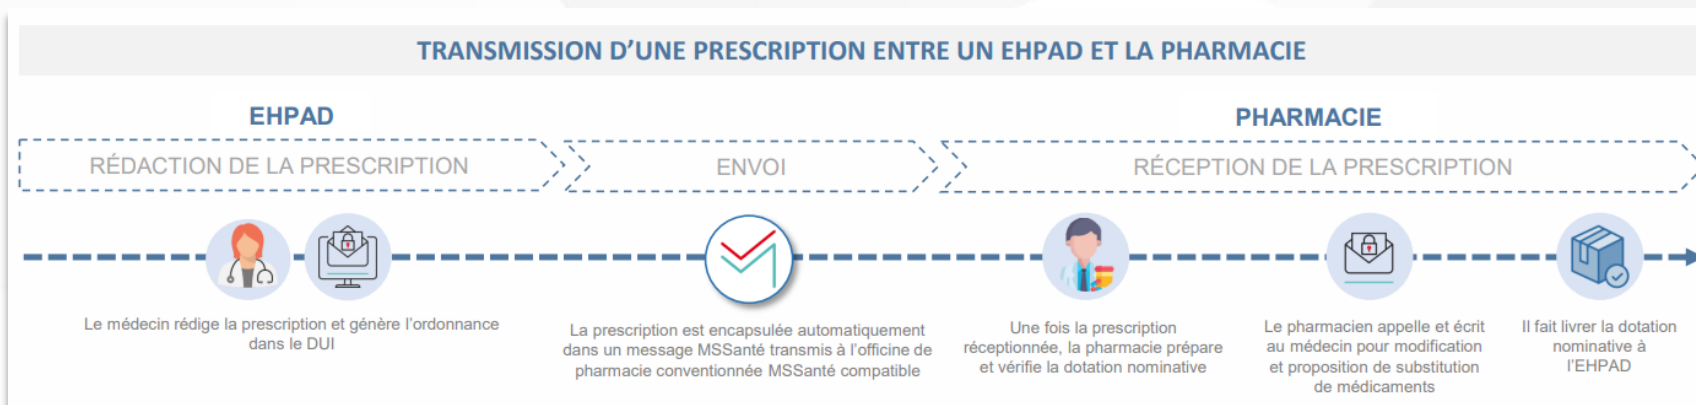 TRANSMISSION D'UNE PRESCRIPTION ENTRE UN EHPAD ET LA PHARMACIE
EHPAD
PHARMACIE
RÉDACTION DE LA PRESCRIPTION
ENVOI
RÉCEPTION DE LA PRESCRIPTION
Le médecin rédige la prescription et génère l'ordonnance
dans le DUI
La prescription est encapsulée automatiquement
dans un message MSSanté transmis à l'officine de
pharmacie conventionnée MSSanté compatible
Une fois la prescription
réceptionnée, la pharmacie prépare
et vérifie la dotation nominative
Le pharmacien appelle et écrit
au médecin pour modification
et proposition de substitution
de médicaments
Il fait livrer la dotation
nominative à
l'EHPAD